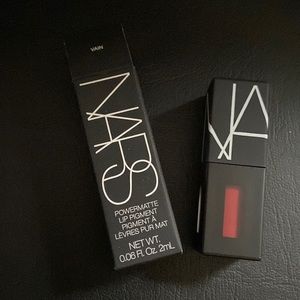 VAIN
NARS
POWERMATTE
LIP PIGMENT
PIGMENT À
LÈVRES PUR MAT
NET WT.
0.06 Fl. Oz. 2mL
NARS